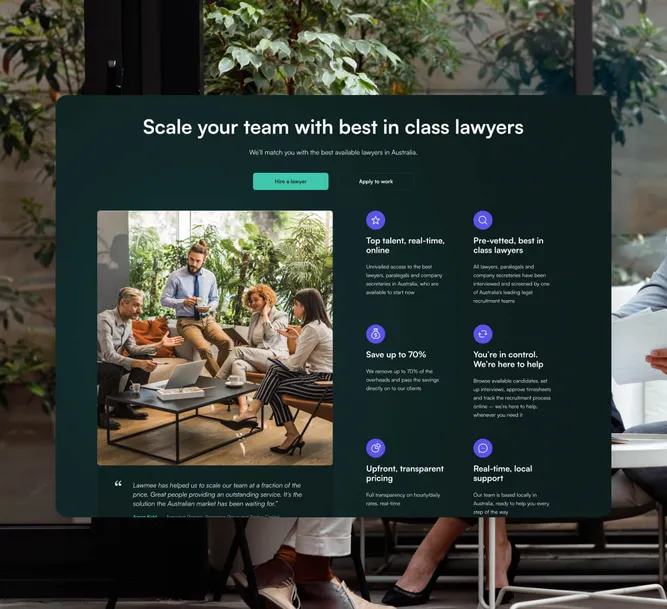 Scale your team with best in class lawyers
We'll match you with the best available lawyers in Australia.
Hire a lawyer
Apply to work
Top talent, real-time,
online
Unrivalled access to the best
lawyers, paralegals and company
secretaries in Australia, who are
available to start now
Pre-vetted, best in
class lawyers
All lawyers, paralegals and
company secretaries have been
interviewed and screened by one
of Australia's leading legal
recruitment teams
Save up to 70%
We remove up to 70% of the
overheads and pass the savings
directly on to our clients
You're in control.
We're here to help
Browse available candidates, set
up interviews, approve timesheets
and track the recruitment process
online – we're here to help,
whenever you need it
Upfront, transparent
pricing
Full transparency on hourly/daily
rates, real-time
Real-time, local
support
Our team is based locally in
Australia, ready to help you every
step of the way
“
Lawmee has helped us to scale our team at a fraction of the
price. Great people providing an outstanding service. It's the
solution the Australian market has been waiting for."